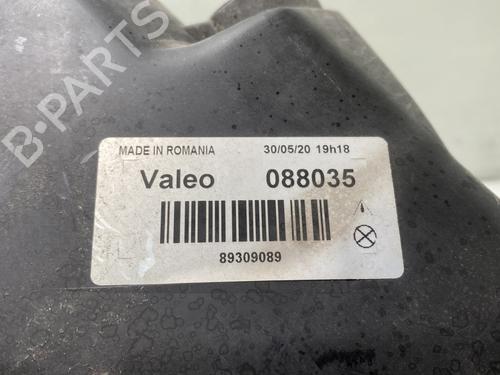 B-PARTS
MADE IN ROMANIA 30/05/20 19h18
Valeo 088035
89309089